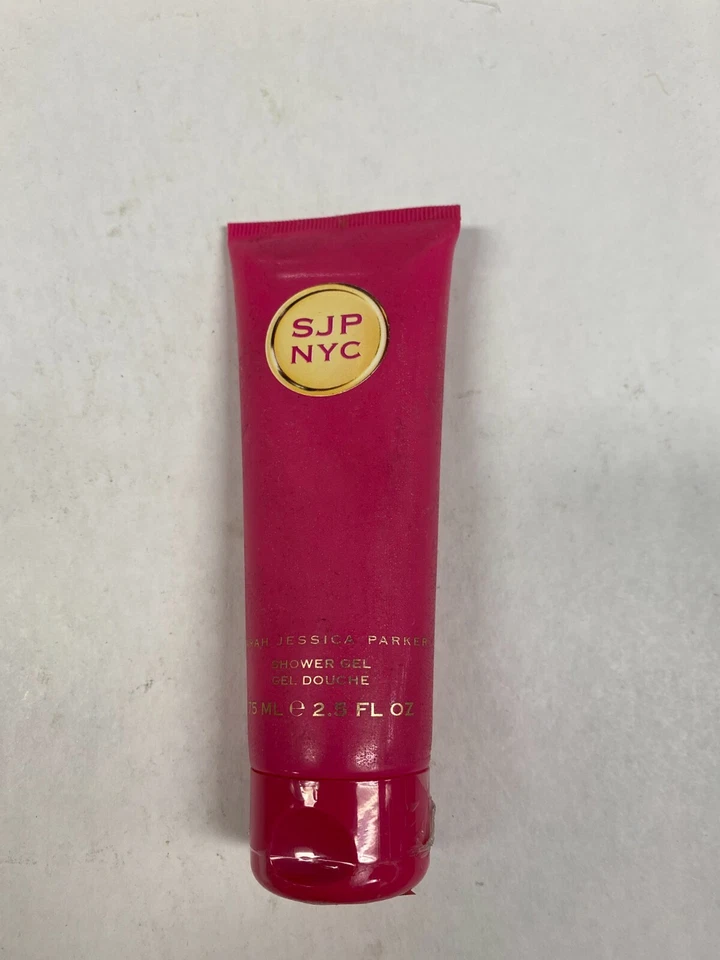 SJP
NYC
JESSICA PARKER
SHOWER GEL
GEL DOUCHE
75 ML e 2.5 FL OZ